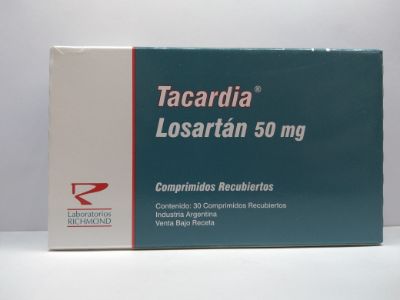 Tacardia®
Losartán 50 mg
Comprimidos Recubiertos
Contenido: 30 Comprimidos Recubiertos
Industria Argentina
Venta Bajo Receta
Laboratorios
RICHMOND